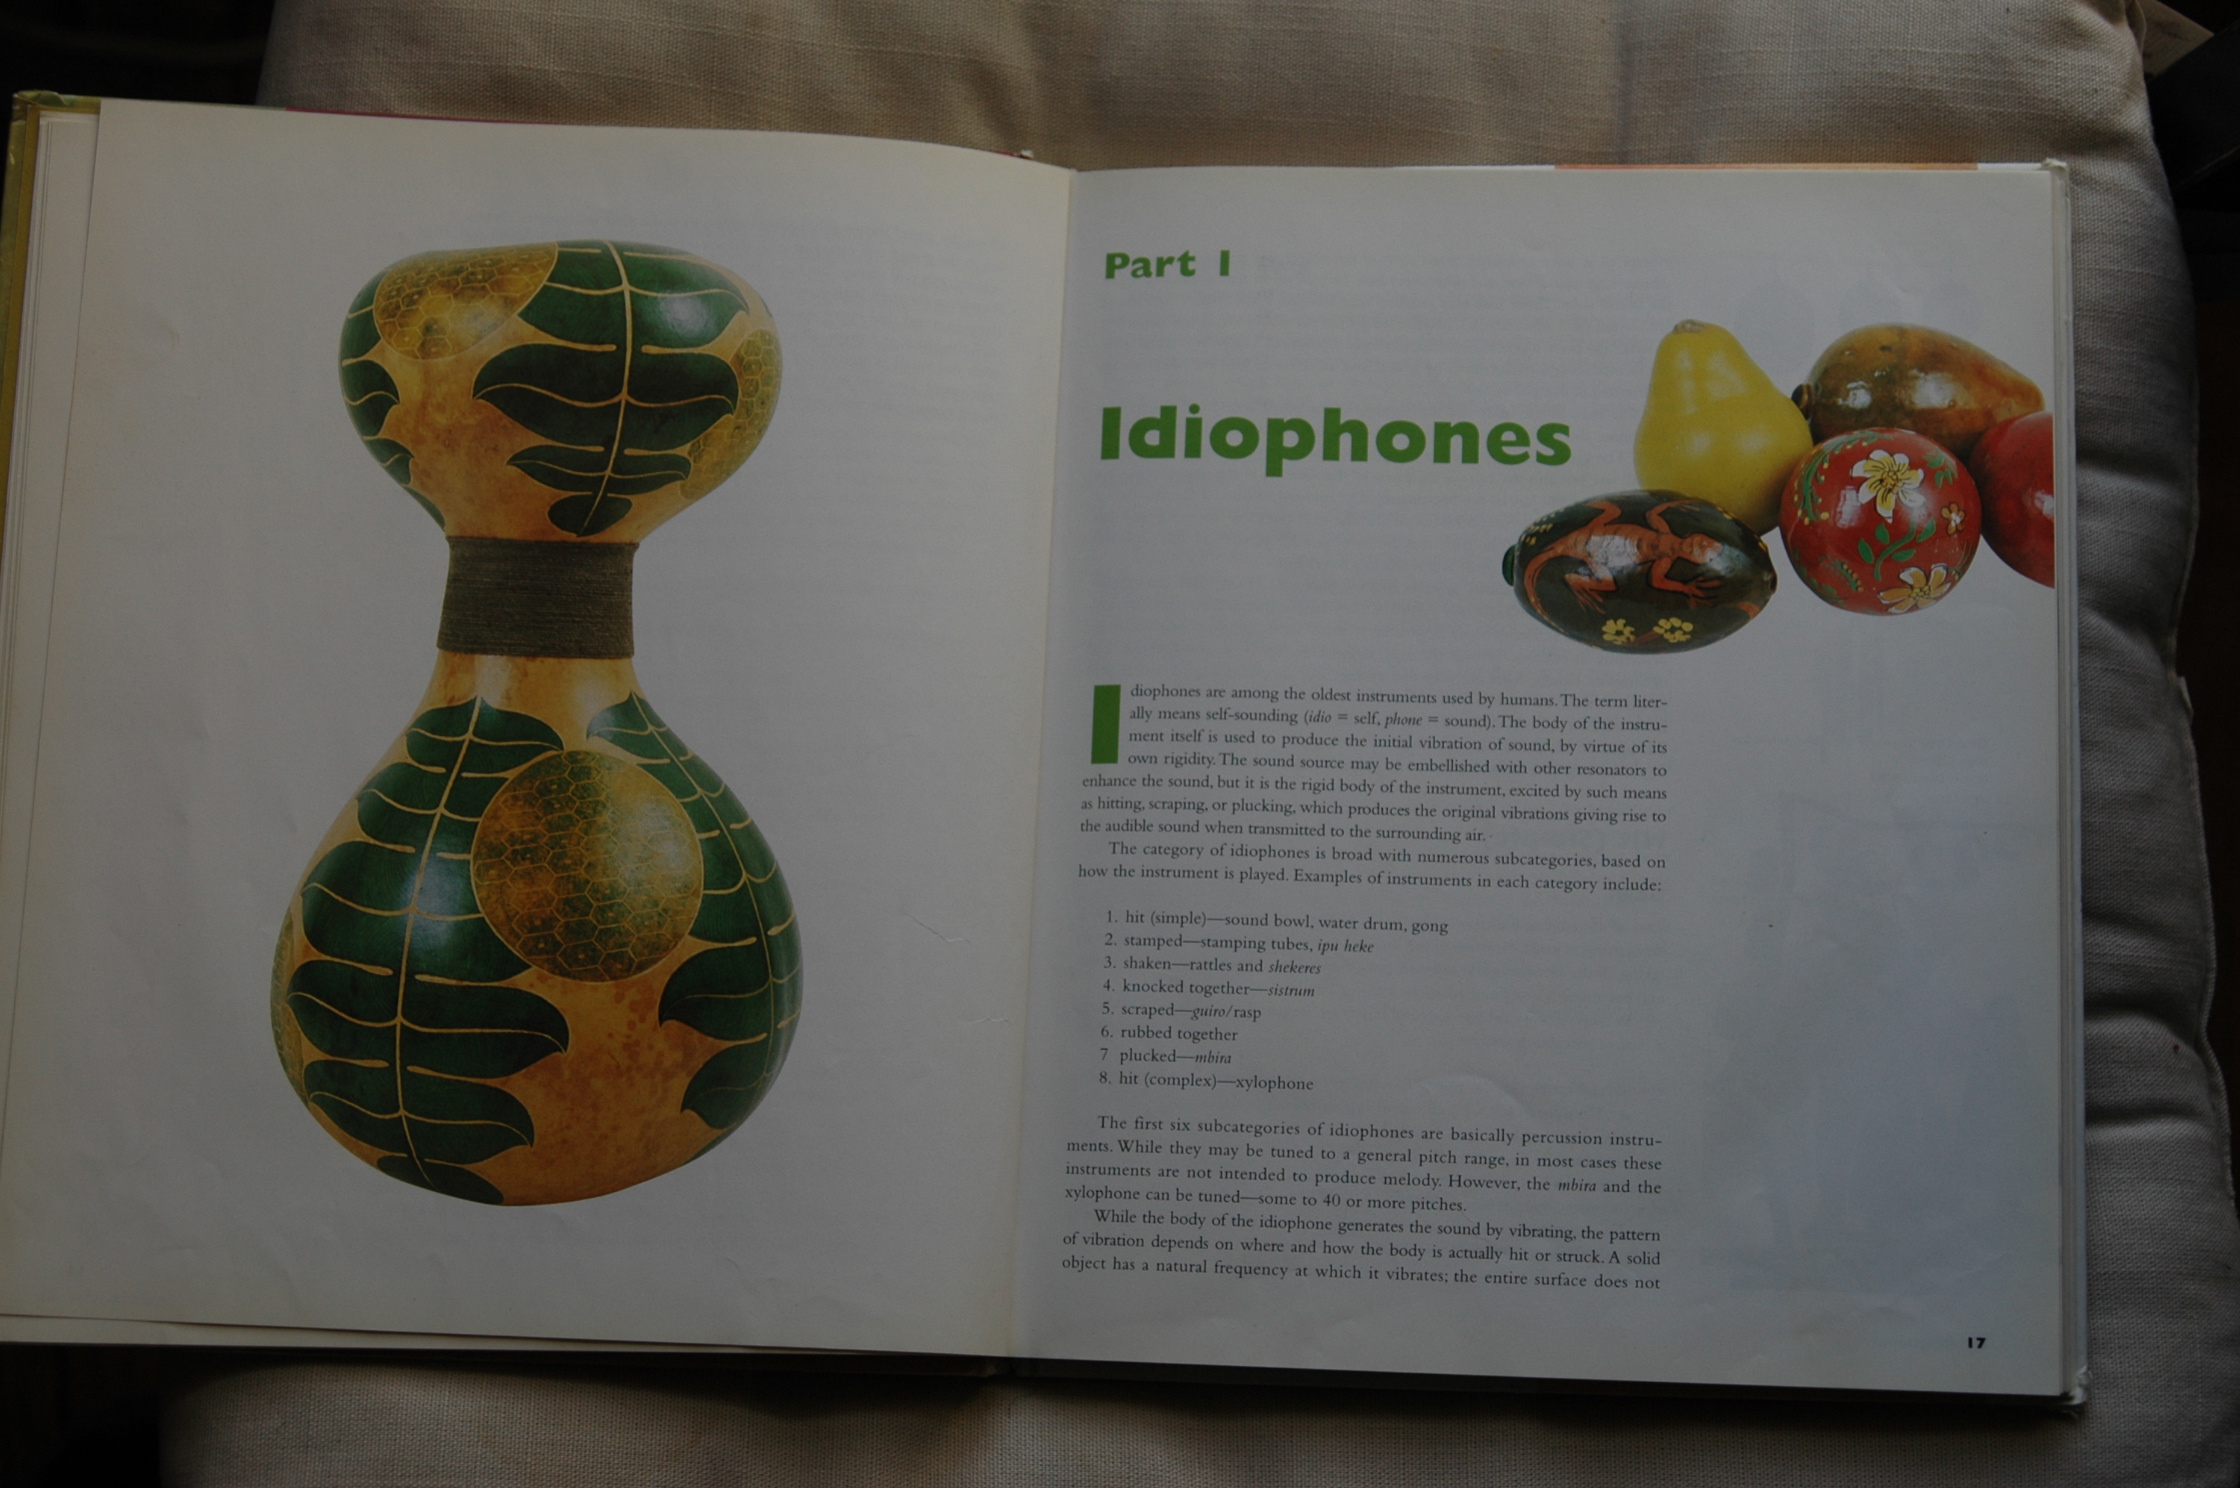 Part I
Idiophones
Idiophones are among the oldest instruments used by humans. The term liter-
ally means self-sounding (idio = self, phone = sound). The body of the instru-
ment itself is used to produce the initial vibration of sound, by virtue of its
own rigidity. The sound source may be embellished with other resonators to
enhance the sound, but it is the rigid body of the instrument, excited by such means
as hitting, scraping, or plucking, which produces the original vibrations giving rise to
the audible sound when transmitted to the surrounding air.
The category of idiophones is broad with numerous subcategories, based on
how the instrument is played. Examples of instruments in each category include:
1. hit (simple)—sound bowl, water drum, gong
2. stamped—stamping tubes, ipu heke
3. shaken—rattles and shekeres
4. knocked together—sistrum
5. scraped—guiro/rasp
6. rubbed together
7 plucked—mbira
8. hit (complex)—xylophone
The first six subcategories of idiophones are basically percussion instru-
ments. While they may be tuned to a general pitch range, in most cases these
instruments are not intended to produce melody. However, the mbira and the
xylophone can be tuned—some to 40 or more pitches.
While the body of the idiophone generates the sound by vibrating, the pattern
of vibration depends on where and how the body is actually hit or struck. A solid
object has a natural frequency at which it vibrates; the entire surface does not
17